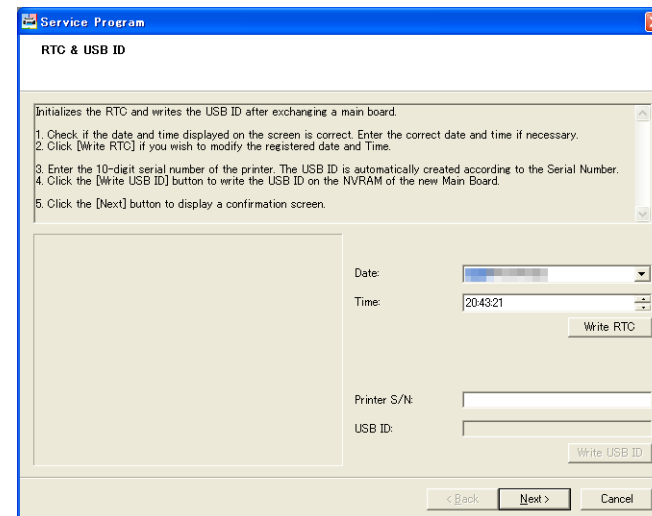 Service Program
RTC & USB ID
Initializes the RTC and writes the USB ID after exchanging a main board.
1. Check if the date and time displayed on the screen is correct. Enter the correct date and time if necessary.
2. Click [Write RTC] if you wish to modify the registered date and Time.
3. Enter the 10-digit serial number of the printer. The USB ID is automatically created according to the Serial Number.
4. Click the [Write USB ID] button to write the USB ID on the NVRAM of the new Main Board.
5. Click the [Next] button to display a confirmation screen.
Date:
Time: 20:43:21
Write RTC
Printer S/N:
USB ID:
Write USB ID
< Back Next > Cancel